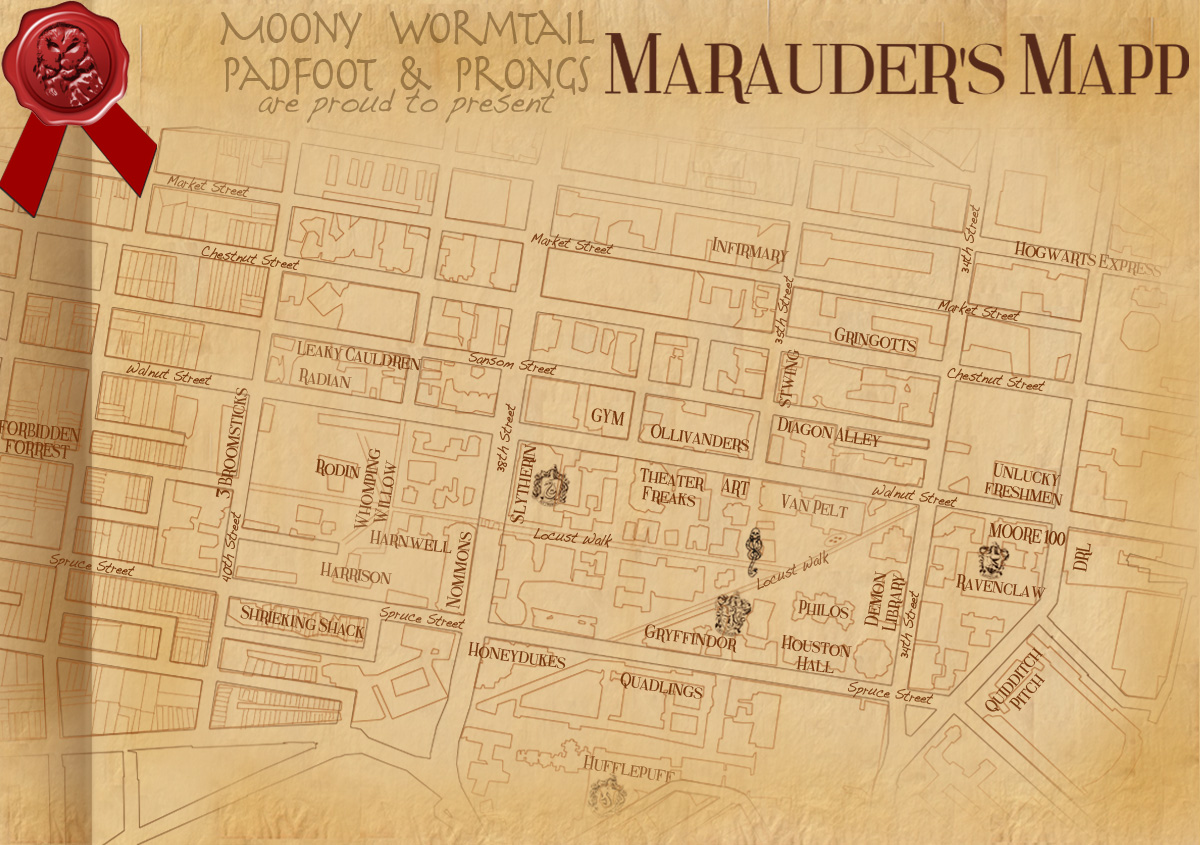 MOONY WORMTAIL
PADFOOT & PRONGS
are proud to present
MARAUDER'S MAPP
Market Street
Chestnut Street
Market Street
INFIRMARY
34th Street
HOGWARTS EXPRESS
35th Street
Market Street
GRINGOTTS
LEAKY CAULDREN
RADIAN
Sansom Street
STWING
Chestnut Street
Walnut Street
3 BROOMSTICKS
38th Street
GYM
OLLIVANDERS
DIAGON ALLEY
FORBIDDEN
FORREST
RODIN
WHOMPING
WILLOW
SLYTHERIN
THEATER
FREAKS
ART
VAN PELT
Walnut Street
UNLUCKY
FRESHMEN
40th Street
HARNWELL
Locust Walk
MOORE 100
DRL
Spruce Street
HARRISON
NOMMONS
Locust Walk
RAVENCLAW
SHRIEKING SHACK
Spruce Street
PHILOS
DEMON
LIBRARY
34th Street
GRYFFINDOR
HOUSTON
HALL
HONEYDUKES
QUADLINGS
Spruce Street
QUIDDITCH
PITCH
HUFFLEPUFF